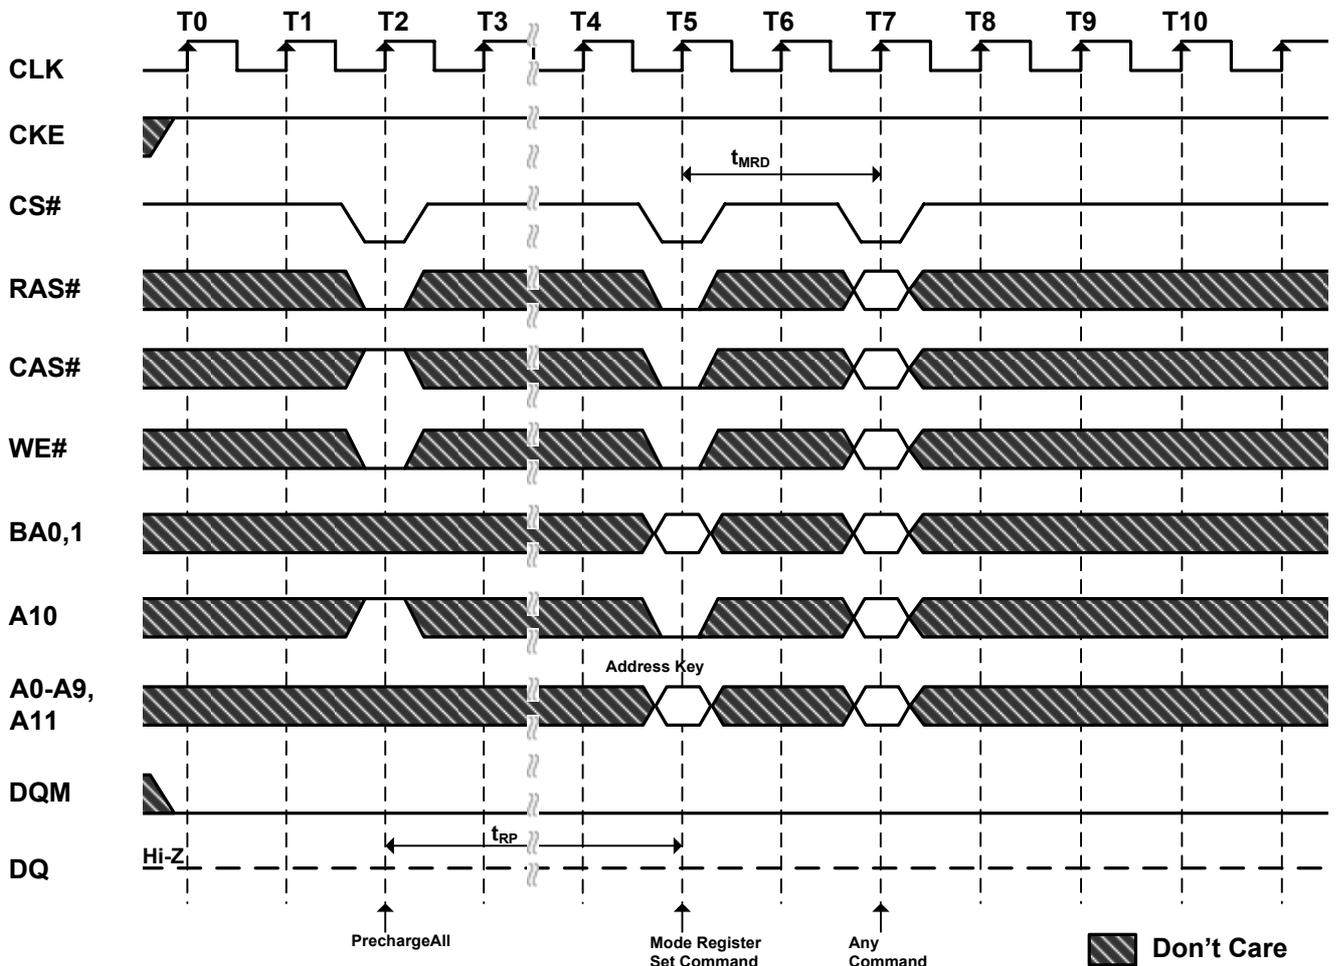 T0 T1 T2 T3 T4 T5 T6 T7 T8 T9 T10
CLK
CKE
tMRD
CS#
RAS#
CAS#
WE#
BA0,1
A10
Address Key
A0-A9,
A11
DQM
tRP
Hi-Z
DQ
PrechargeAll
Mode Register
Set Command
Any
Command
Don't Care